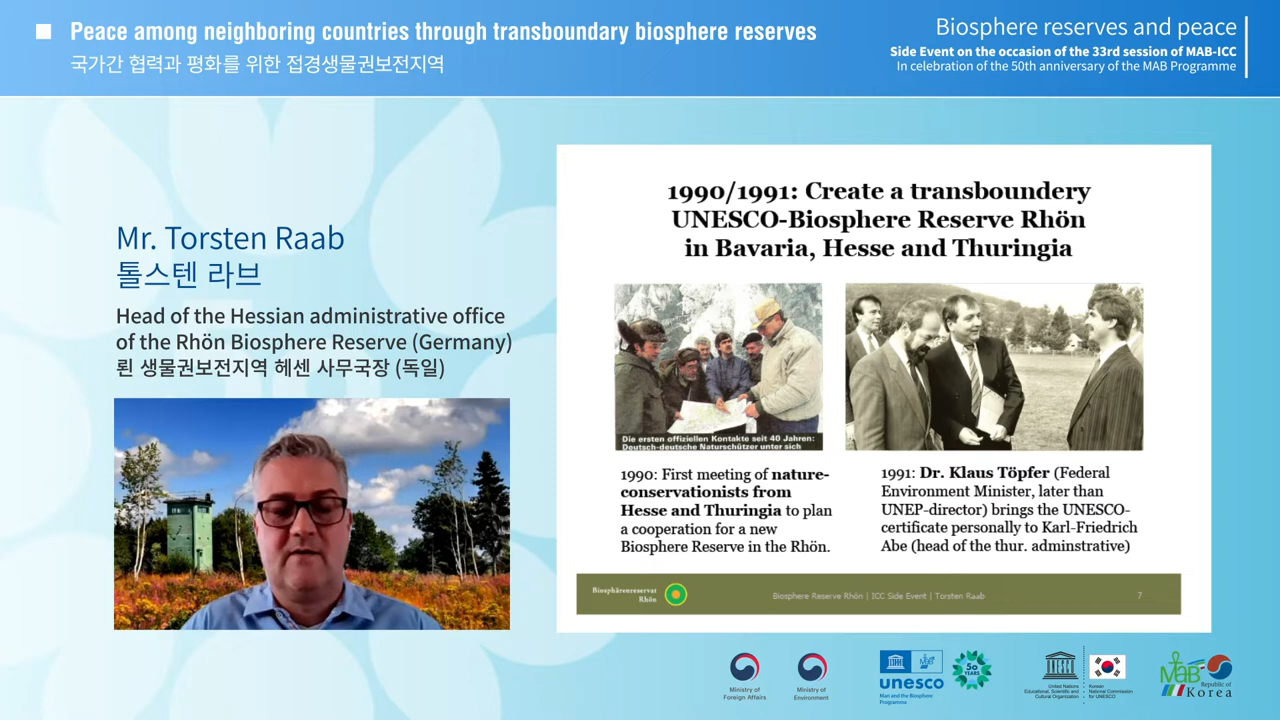 Peace among neighboring countries through transboundary biosphere reserves
국가간 협력과 평화를 위한 접경생물권보전지역
Biosphere reserves and peace
Side Event on the occasion of the 33rd session of MAB-ICC
In celebration of the 50th anniversary of the MAB Programme
Mr. Torsten Raab
톨스텐 라브
Head of the Hessian administrative office
of the Rhön Biosphere Reserve (Germany)
뢴 생물권보전지역 헤센 사무국장 (독일)
1990/1991: Create a transboundery
UNESCO-Biosphere Reserve Rhön
in Bavaria, Hesse and Thuringia
Die ersten offiziellen Kontakte seit 40 Jahren:
Deutsch-deutsche Naturschützer unter sich
1990: First meeting of nature-
conservationists from
Hesse and Thuringia to plan
a cooperation for a new
Biosphere Reserve in the Rhön.
1991: Dr. Klaus Töpfer (Federal
Environment Minister, later than
UNEP-director) brings the UNESCO-
certificate personally to Karl-Friedrich
Abe (head of the thur. adminstrative)
Biosphärenreservat
Rhön
Biosphere Reserve Rhön | ICC Side Event | Torsten Raab
7
Ministry of
Foreign Affairs
Ministry of
Environment
unesco
Man and the Biosphere
Programme
50
YEARS
United Nations
Educational, Scientific and
Cultural Organization
Korean
National Commission
for UNESCO
MAB
Republic of
Korea